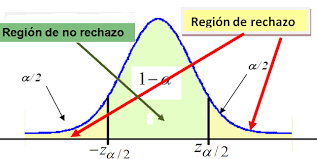 Región de no rechazo
Región de rechazo
α/2
1−α
α/2
−zα/2
zα/2